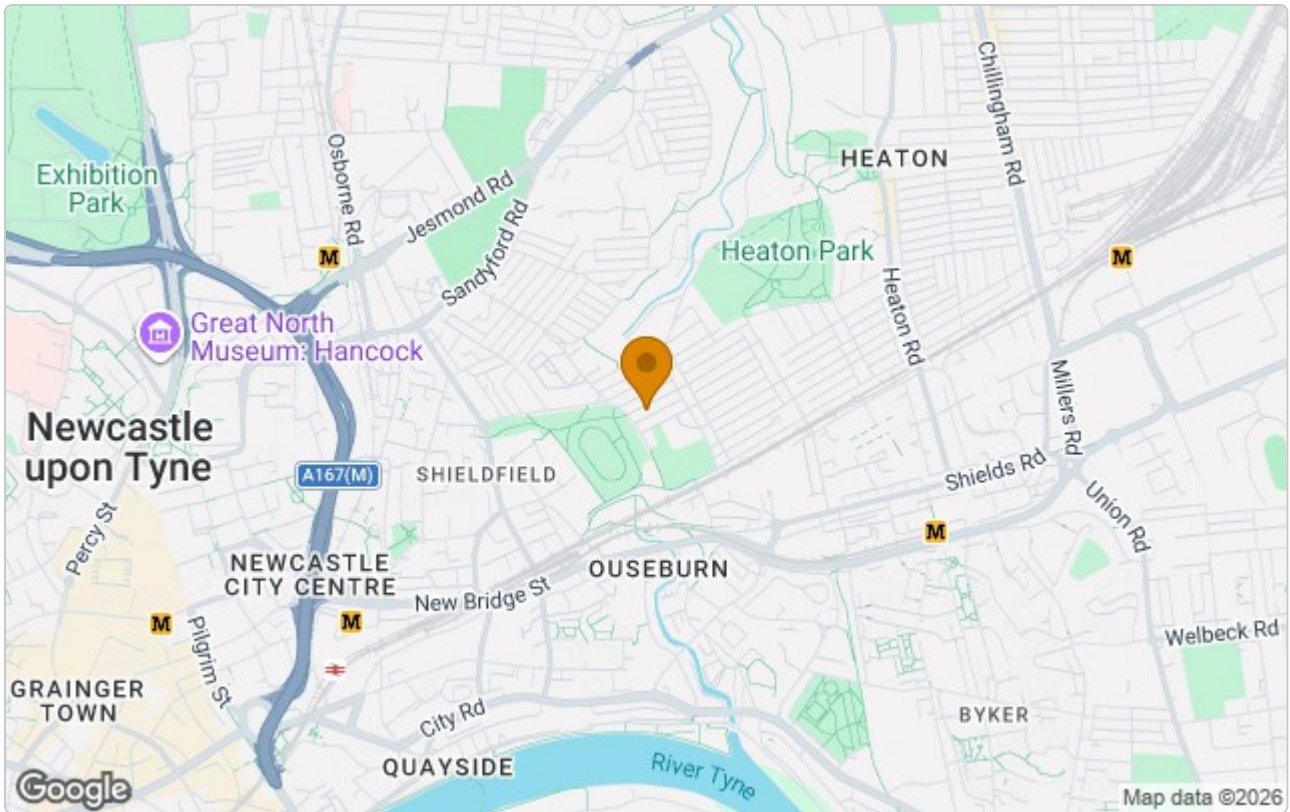 Chillingham Rd
Osborne Rd
HEATON
Exhibition
Park
Jesmond Rd
Sandyford Rd
M
Heaton Park
M
Heaton Rd
Great North
Museum: Hancock
Millers Rd
Newcastle
upon Tyne
A167(M)
SHIELDFIELD
Shields Rd
Union Rd
Percy St
M
NEWCASTLE
CITY CENTRE
OUSEBURN
New Bridge St
M
M
Pilgrim St
Welbeck Rd
GRAINGER
TOWN
City Rd
BYKER
QUAYSIDE
River Tyne
Google
Map data ©2026